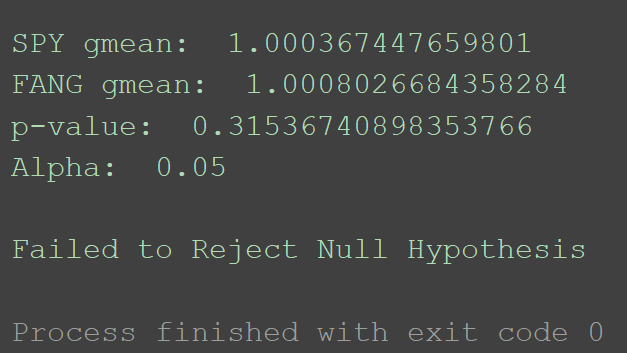 SPY gmean:  1.000367447659801
FANG gmean:  1.0008026684358284
p-value:  0.31536740898353766
Alpha:  0.05
Failed to Reject Null Hypothesis
Process finished with exit code 0